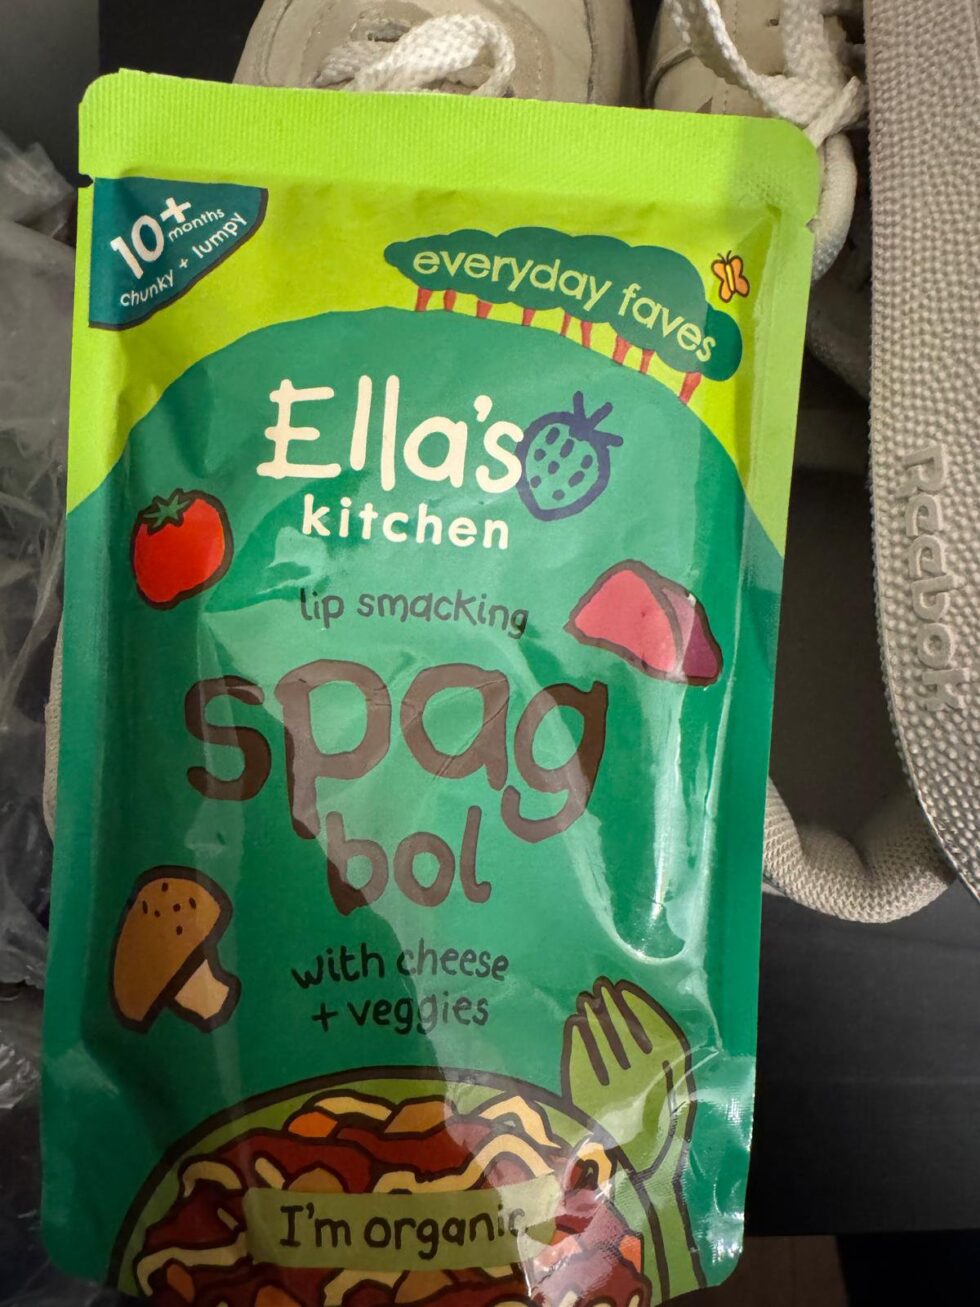 10+
months
chunky + lumpy
everyday faves
Ella's
kitchen
lip smacking
spag
bol
with cheese
+ veggies
I'm organic
Reebok